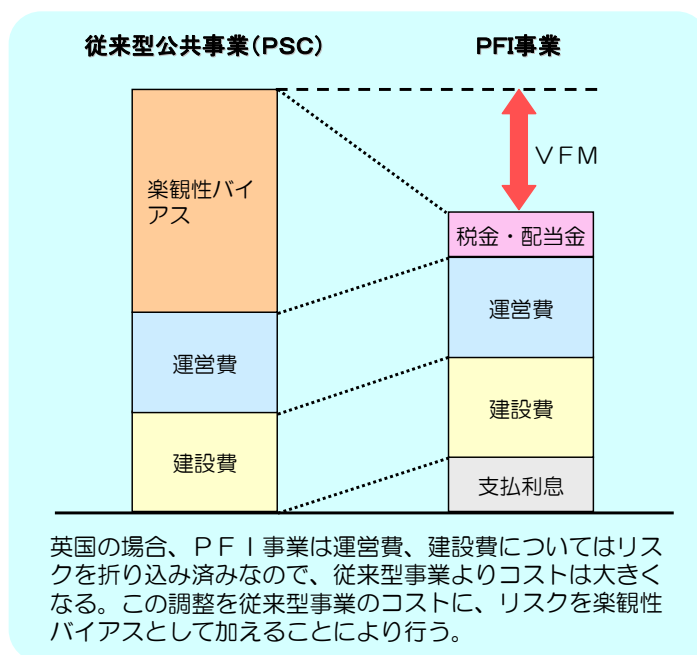 従来型公共事業(PSC)
PFI事業
VFM
楽観性バイ
アス
税金・配当金
運営費
運営費
建設費
建設費
支払利息
英国の場合、PFI事業は運営費、建設費についてはリス
クを折り込み済みなので、従来型事業よりコストは大きく
なる。この調整を従来型事業のコストに、リスクを楽観性
バイアスとして加えることにより行う。